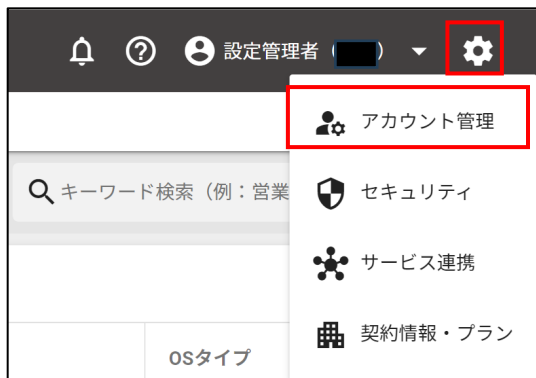 設定管理者（　）
アカウント管理
キーワード検索（例：営業
セキュリティ
サービス連携
契約情報・プラン
OSタイプ